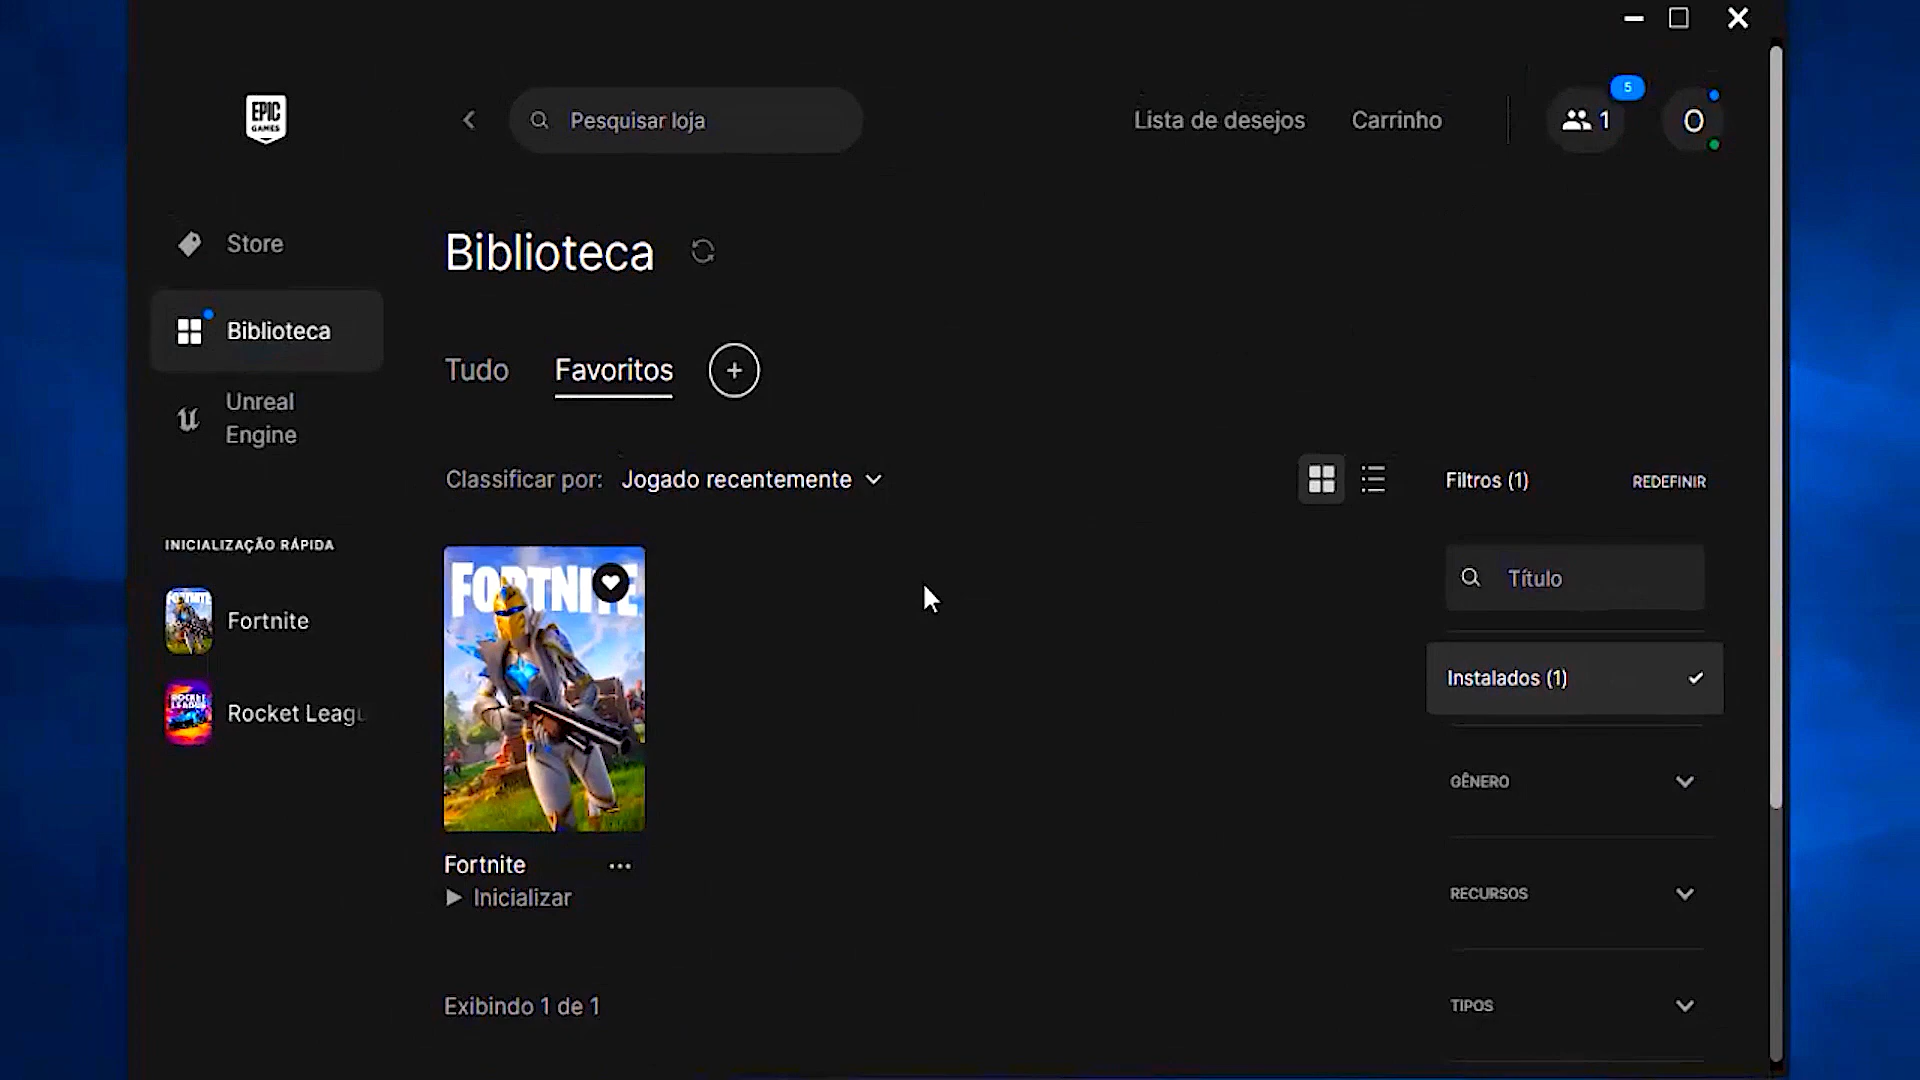 EPIC
GAMES
Pesquisar loja
Lista de desejos
Carrinho
5
1
O
Store
Biblioteca
Unreal
Engine
INICIALIZAÇÃO RÁPIDA
Fortnite
Rocket Leagu
Biblioteca
Tudo
Favoritos
Classificar por: Jogado recentemente
FORTNITE
Fortnite
Inicializar
Exibindo 1 de 1
Filtros (1)
REDEFINIR
Título
Instalados (1)
GÊNERO
RECURSOS
TIPOS